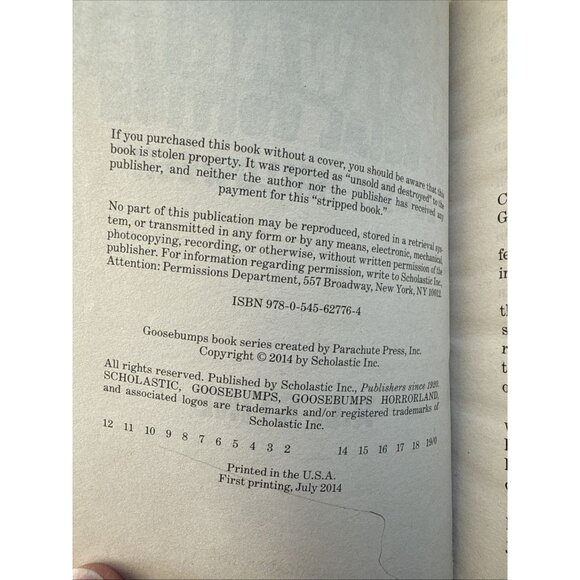 If you purchased this book without a cover, you should be aware that this
book is stolen property. It was reported as "unsold and destroyed" to the
publisher, and neither the author nor the publisher has received any
payment for this "stripped book."
No part of this publication may be reproduced, stored in a retrieval sys-
tem, or transmitted in any form or by any means, electronic, mechanical,
photocopying, recording, or otherwise, without written permission of the
publisher. For information regarding permission, write to Scholastic Inc.,
Attention: Permissions Department, 557 Broadway, New York, NY 10012.
ISBN 978-0-545-62776-4
Goosebumps book series created by Parachute Press, Inc.
Copyright © 2014 by Scholastic Inc.
All rights reserved. Published by Scholastic Inc., Publishers since 1920.
SCHOLASTIC, GOOSEBUMPS, GOOSEBUMPS HORRORLAND,
and associated logos are trademarks and/or registered trademarks of
Scholastic Inc.
12 11 10 9 8 7 6 5 4 3 2 14 15 16 17 18 19/0
Printed in the U.S.A.
First printing, July 2014